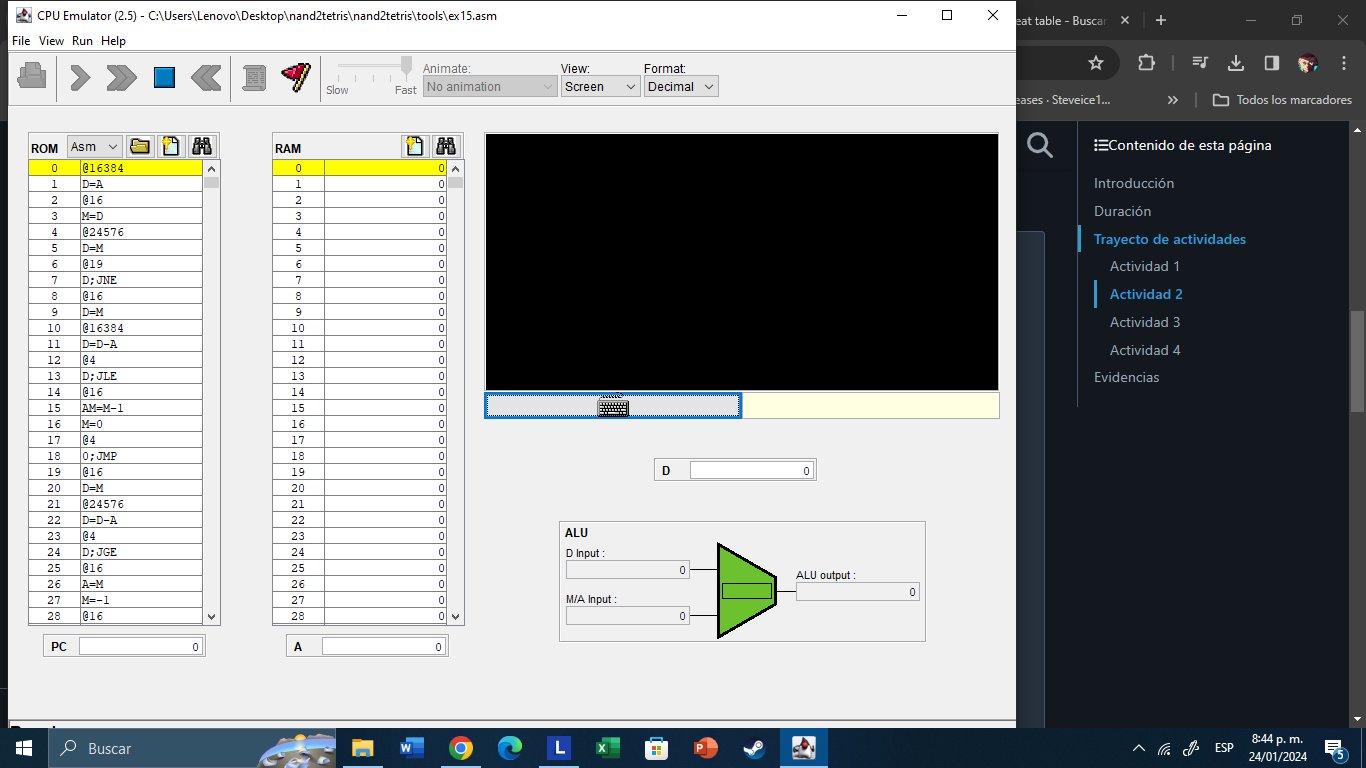 CPU Emulator (2.5) - C:\Users\Lenovo\Desktop\nand2tetris\nand2tetris\tools\ex15.asm
eat table - Buscar
File View Run Help
Slow Fast
Animate:
No animation
View:
Screen
Format:
Decimal
eases · Steveice1...
Todos los marcadores
ROM Asm
0 @16384
1 D=A
2 @16
3 M=D
4 @24576
5 D=M
6 @19
7 D;JNE
8 @16
9 D=M
10 @16384
11 D=D-A
12 @4
13 D;JLE
14 @16
15 AM=M-1
16 M=0
17 @4
18 0;JMP
19 @16
20 D=M
21 @24576
22 D=D-A
23 @4
24 D;JGE
25 @16
26 A=M
27 M=-1
28 @16
PC 0
RAM
0 0
1 0
2 0
3 0
4 0
5 0
6 0
7 0
8 0
9 0
10 0
11 0
12 0
13 0
14 0
15 0
16 0
17 0
18 0
19 0
20 0
21 0
22 0
23 0
24 0
25 0
26 0
27 0
28 0
A 0
D 0
ALU
D Input :
0
M/A Input :
0
ALU output :
0
Contenido de esta página
Introducción
Duración
Trayecto de actividades
Actividad 1
Actividad 2
Actividad 3
Actividad 4
Evidencias
Buscar
ESP
8:44 p. m.
24/01/2024
5